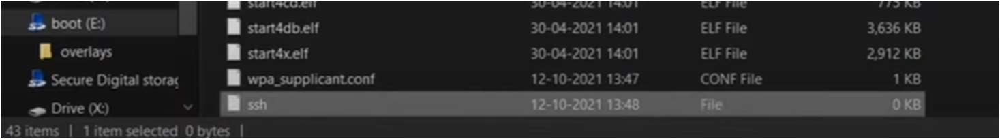 start4cd.elf 30-04-2021 14:01 ELF File 775 KB
boot (E:)
start4db.elf 30-04-2021 14:01 ELF File 3,636 KB
overlays
start4x.elf 30-04-2021 14:01 ELF File 2,912 KB
Secure Digital storag
wpa_supplicant.conf 12-10-2021 13:47 CONF File 1 KB
Drive (X:)
ssh 12-10-2021 13:48 File 0 KB
43 items | 1 item selected 0 bytes |